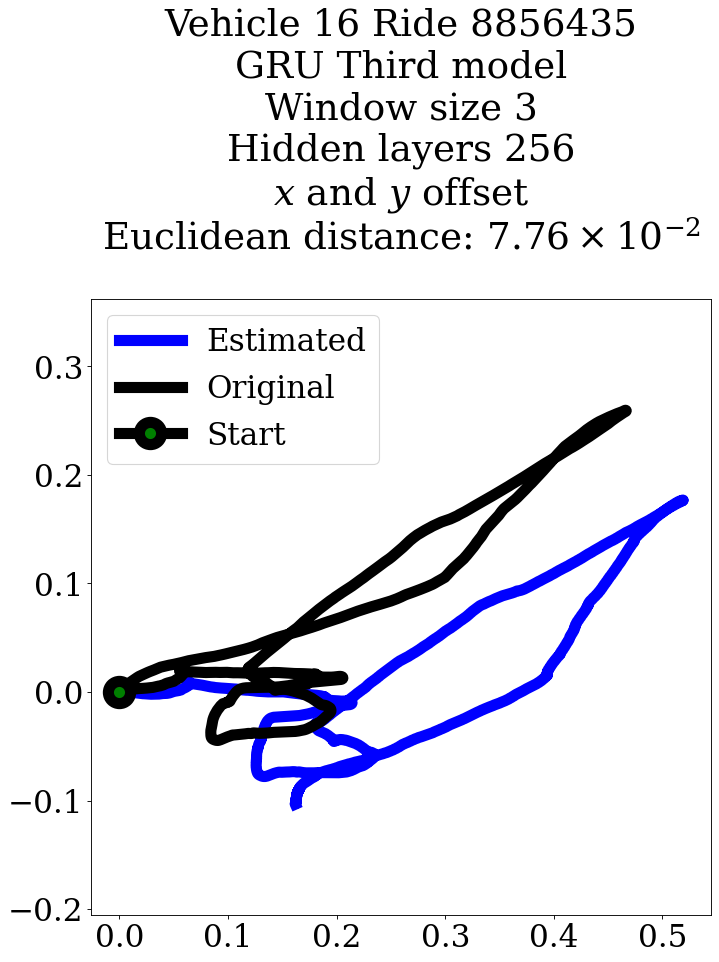 Vehicle 16 Ride 8856435
GRU Third model
Window size 3
Hidden layers 256
x and y offset
Euclidean distance: 7.76 × 10⁻²
Estimated
Original
Start
0.3
0.2
0.1
0.0
−0.1
−0.2
0.0 0.1 0.2 0.3 0.4 0.5